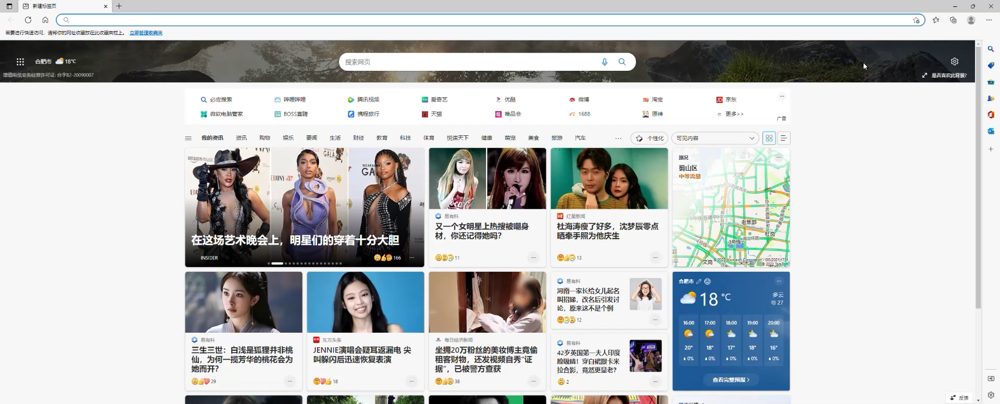 新建标签页
若要进行快速访问，请将你的网址收藏放在此收藏夹栏上。 立即管理收藏夹
合肥市 18°C
搜索网页
增值电信业务经营许可证: 合字B2-20090007
是否喜欢此背景?
必应搜索 哔哩哔哩 腾讯视频 爱奇艺 优酷 微博 淘宝 京东
微软电脑管家 BOSS直聘 携程旅行 天猫 唯品会 1688 原神 更多>>
广告
我的资讯 资讯 购物 娱乐 要闻 生活 财经 教育 科技 体育 悦读天下 健康 萌宠 美食 旅游 汽车 ... 个性化 可见内容
amazon music
GALA
EBONY JET
GA
在这场艺术晚会上，明星们的穿着十分大胆
INSIDER
166
易有料
又一个女明星上热搜被嘲身
材，你还记得她吗?
11
红星新闻
杜海涛瘦了好多，沈梦辰零点
晒牵手照为他庆生
13
路况
蜀山区
中等流量
刘岗
老焦郢
杜岗
3号线
文岗
© 2022 Microsoft Corporation - GS(2021)1731
© 2022 TomTom
易有料
三生三世：白浅是狐狸并非桃
仙，为何一揽芳华的桃花会为
她而开?
29
东方头条
JENNIE演唱会疑耳返漏电 尖
叫躲闪后迅速恢复表演
18
每日经济新闻
坐拥20万粉丝的美妆博主竟偷
租客财物，还发视频自秀“证
据”，已被警方查获
38
易有料
河南一家长给女儿起名
叫招娣，改名后引发讨
论，原来这不是个例
12
易有料
42岁英国第一夫人印度
脸吸睛！穿白裙跟卡米
拉合影，竟然更显老?
2
合肥市
18 °C
多云
27
16:00 17:00 18:00 19:00 20:00
20° 18° 17° 18° 16°
0% 0% 0% 0% 0%
查看完整预报
反馈